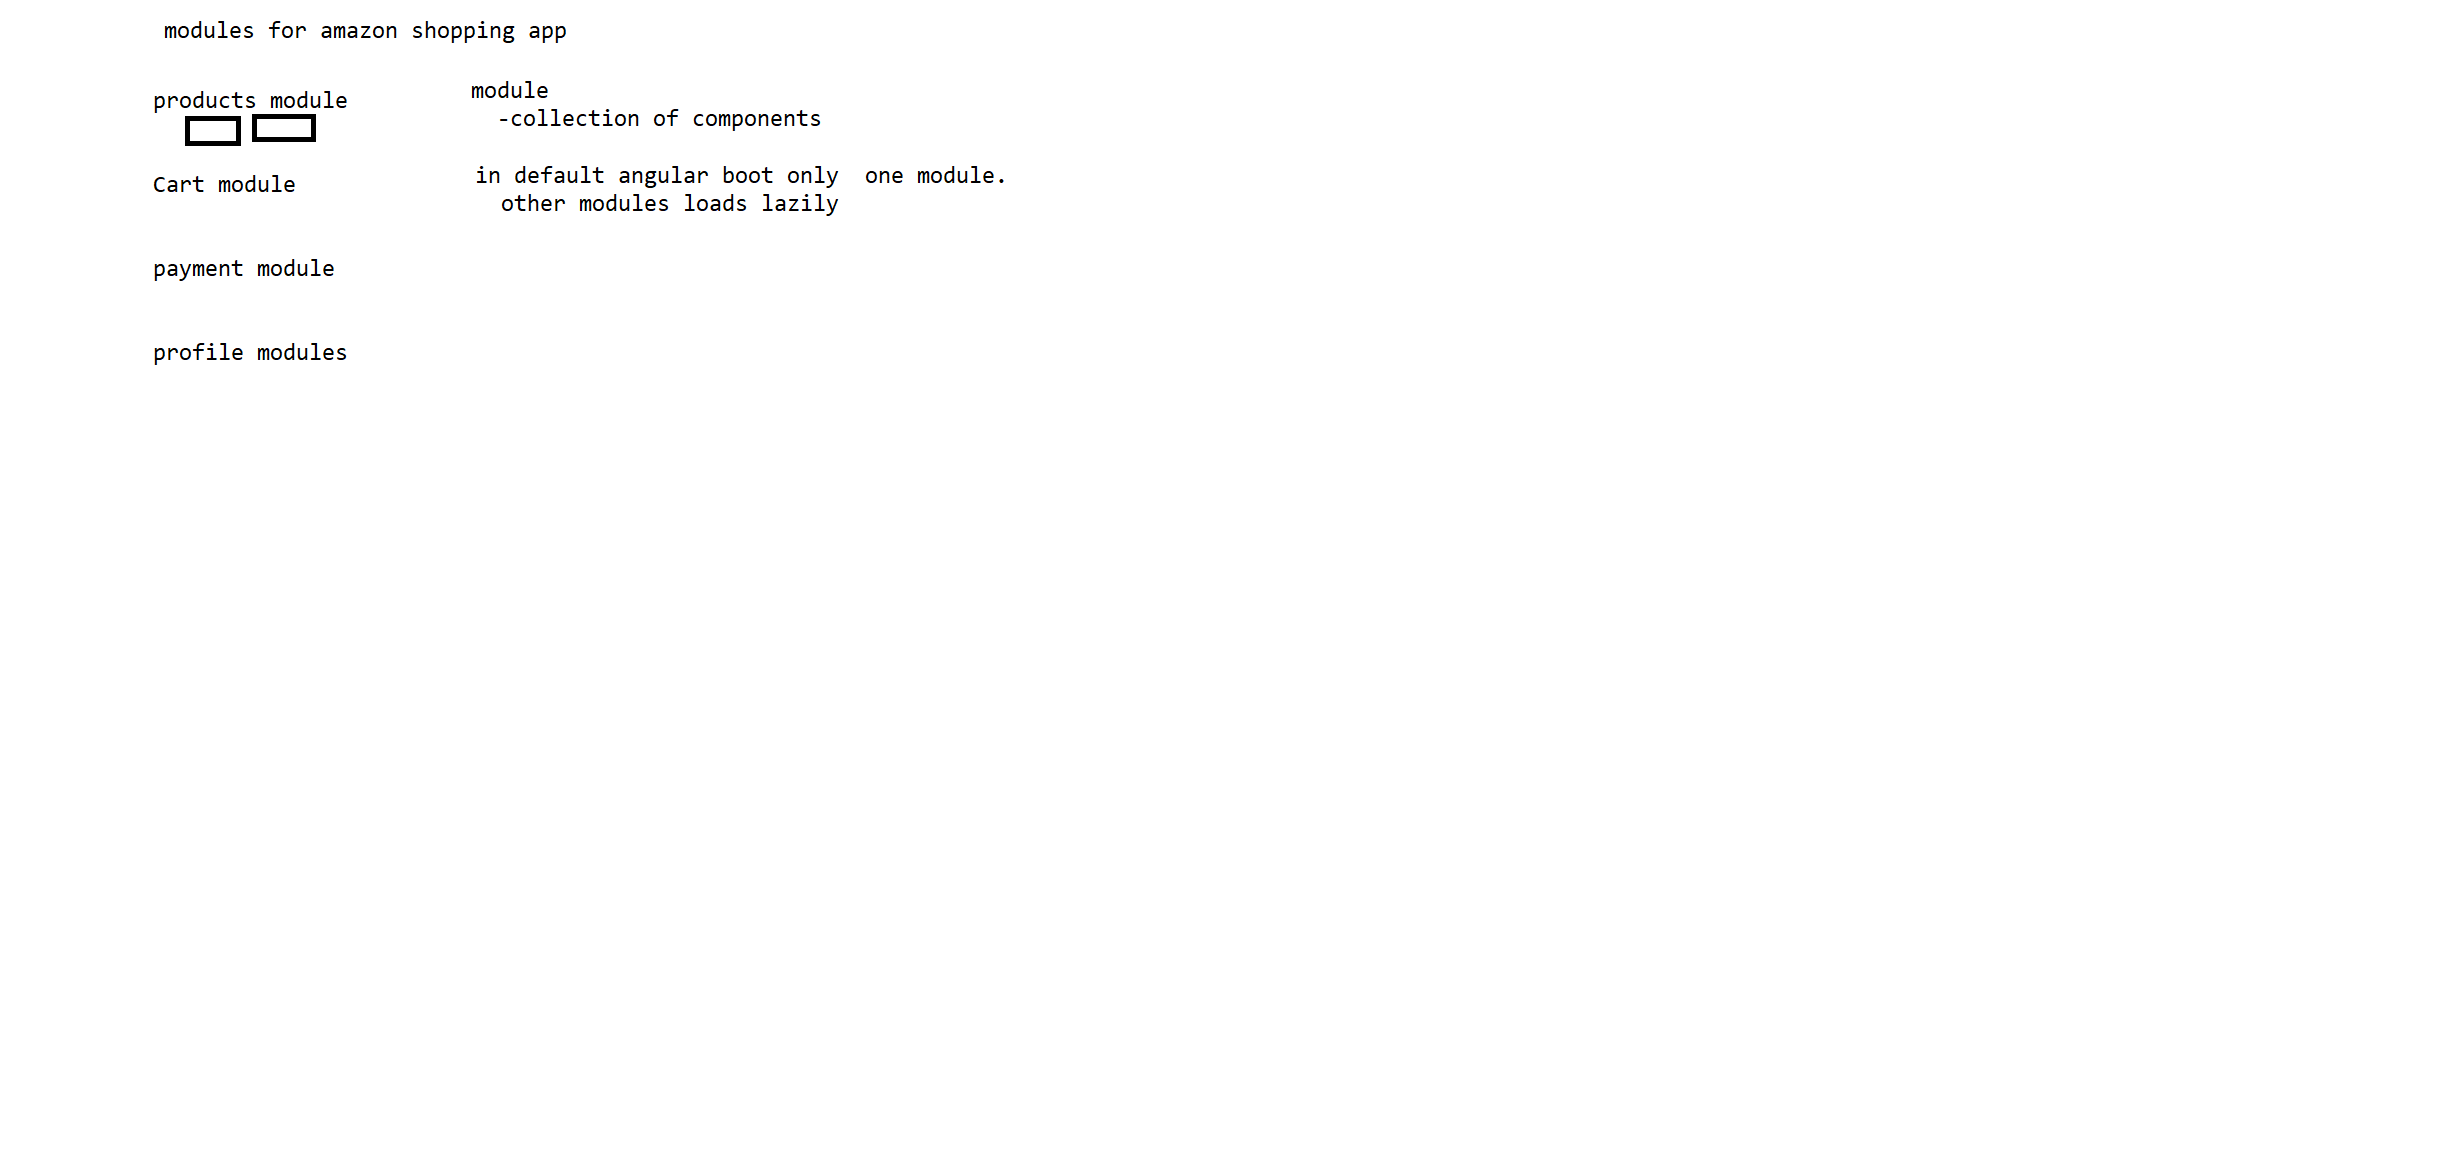 modules for amazon shopping app
products module
Cart module
payment module
profile modules
module
-collection of components
in default angular boot only  one module.
other modules loads lazily